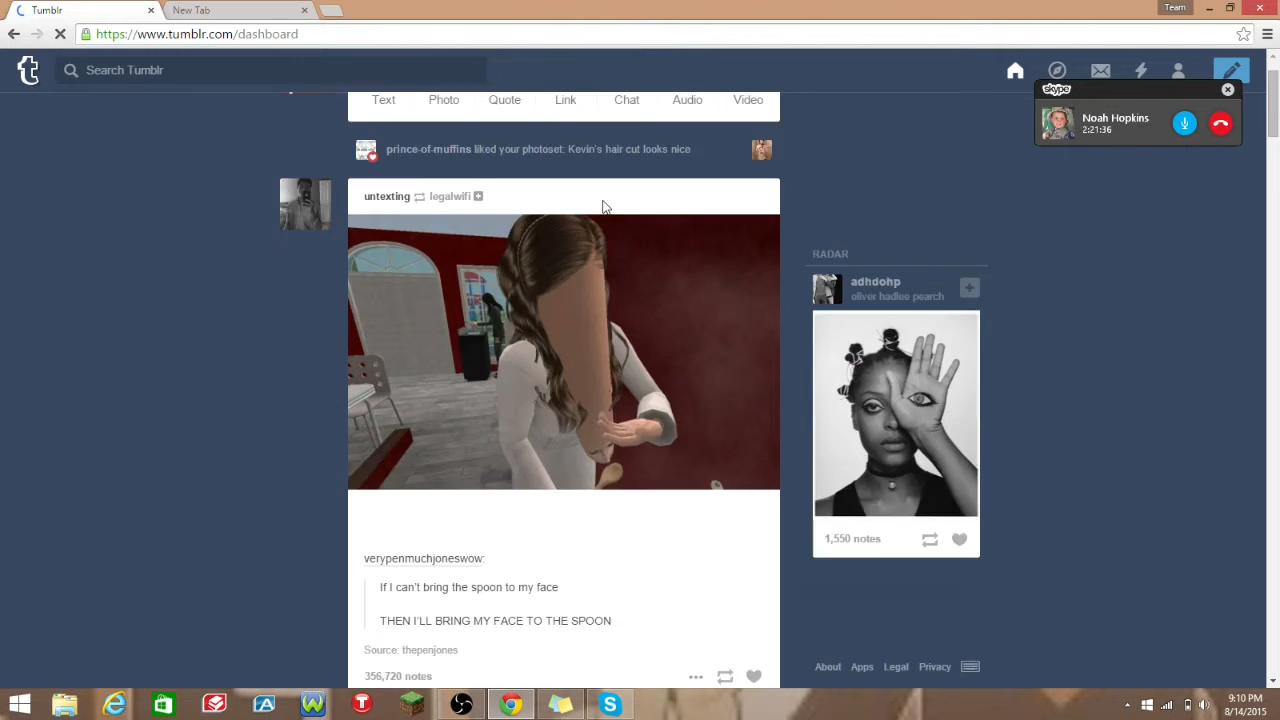 Tumblr
New Tab
Team
https://www.tumblr.com/dashboard
Search Tumblr
skype
Noah Hopkins
2:21:36
Text Photo Quote Link Chat Audio Video
prince-of-muffins liked your photoset: Kevin's hair cut looks nice
untexting legalwifi
RADAR
adhdohp
oliver hadlee pearch
1,550 notes
verypenmuchjoneswow:
If I can't bring the spoon to my face
THEN I'LL BRING MY FACE TO THE SPOON
Source: thepenjones
356,720 notes
About Apps Legal Privacy
9:10 PM
8/14/2015